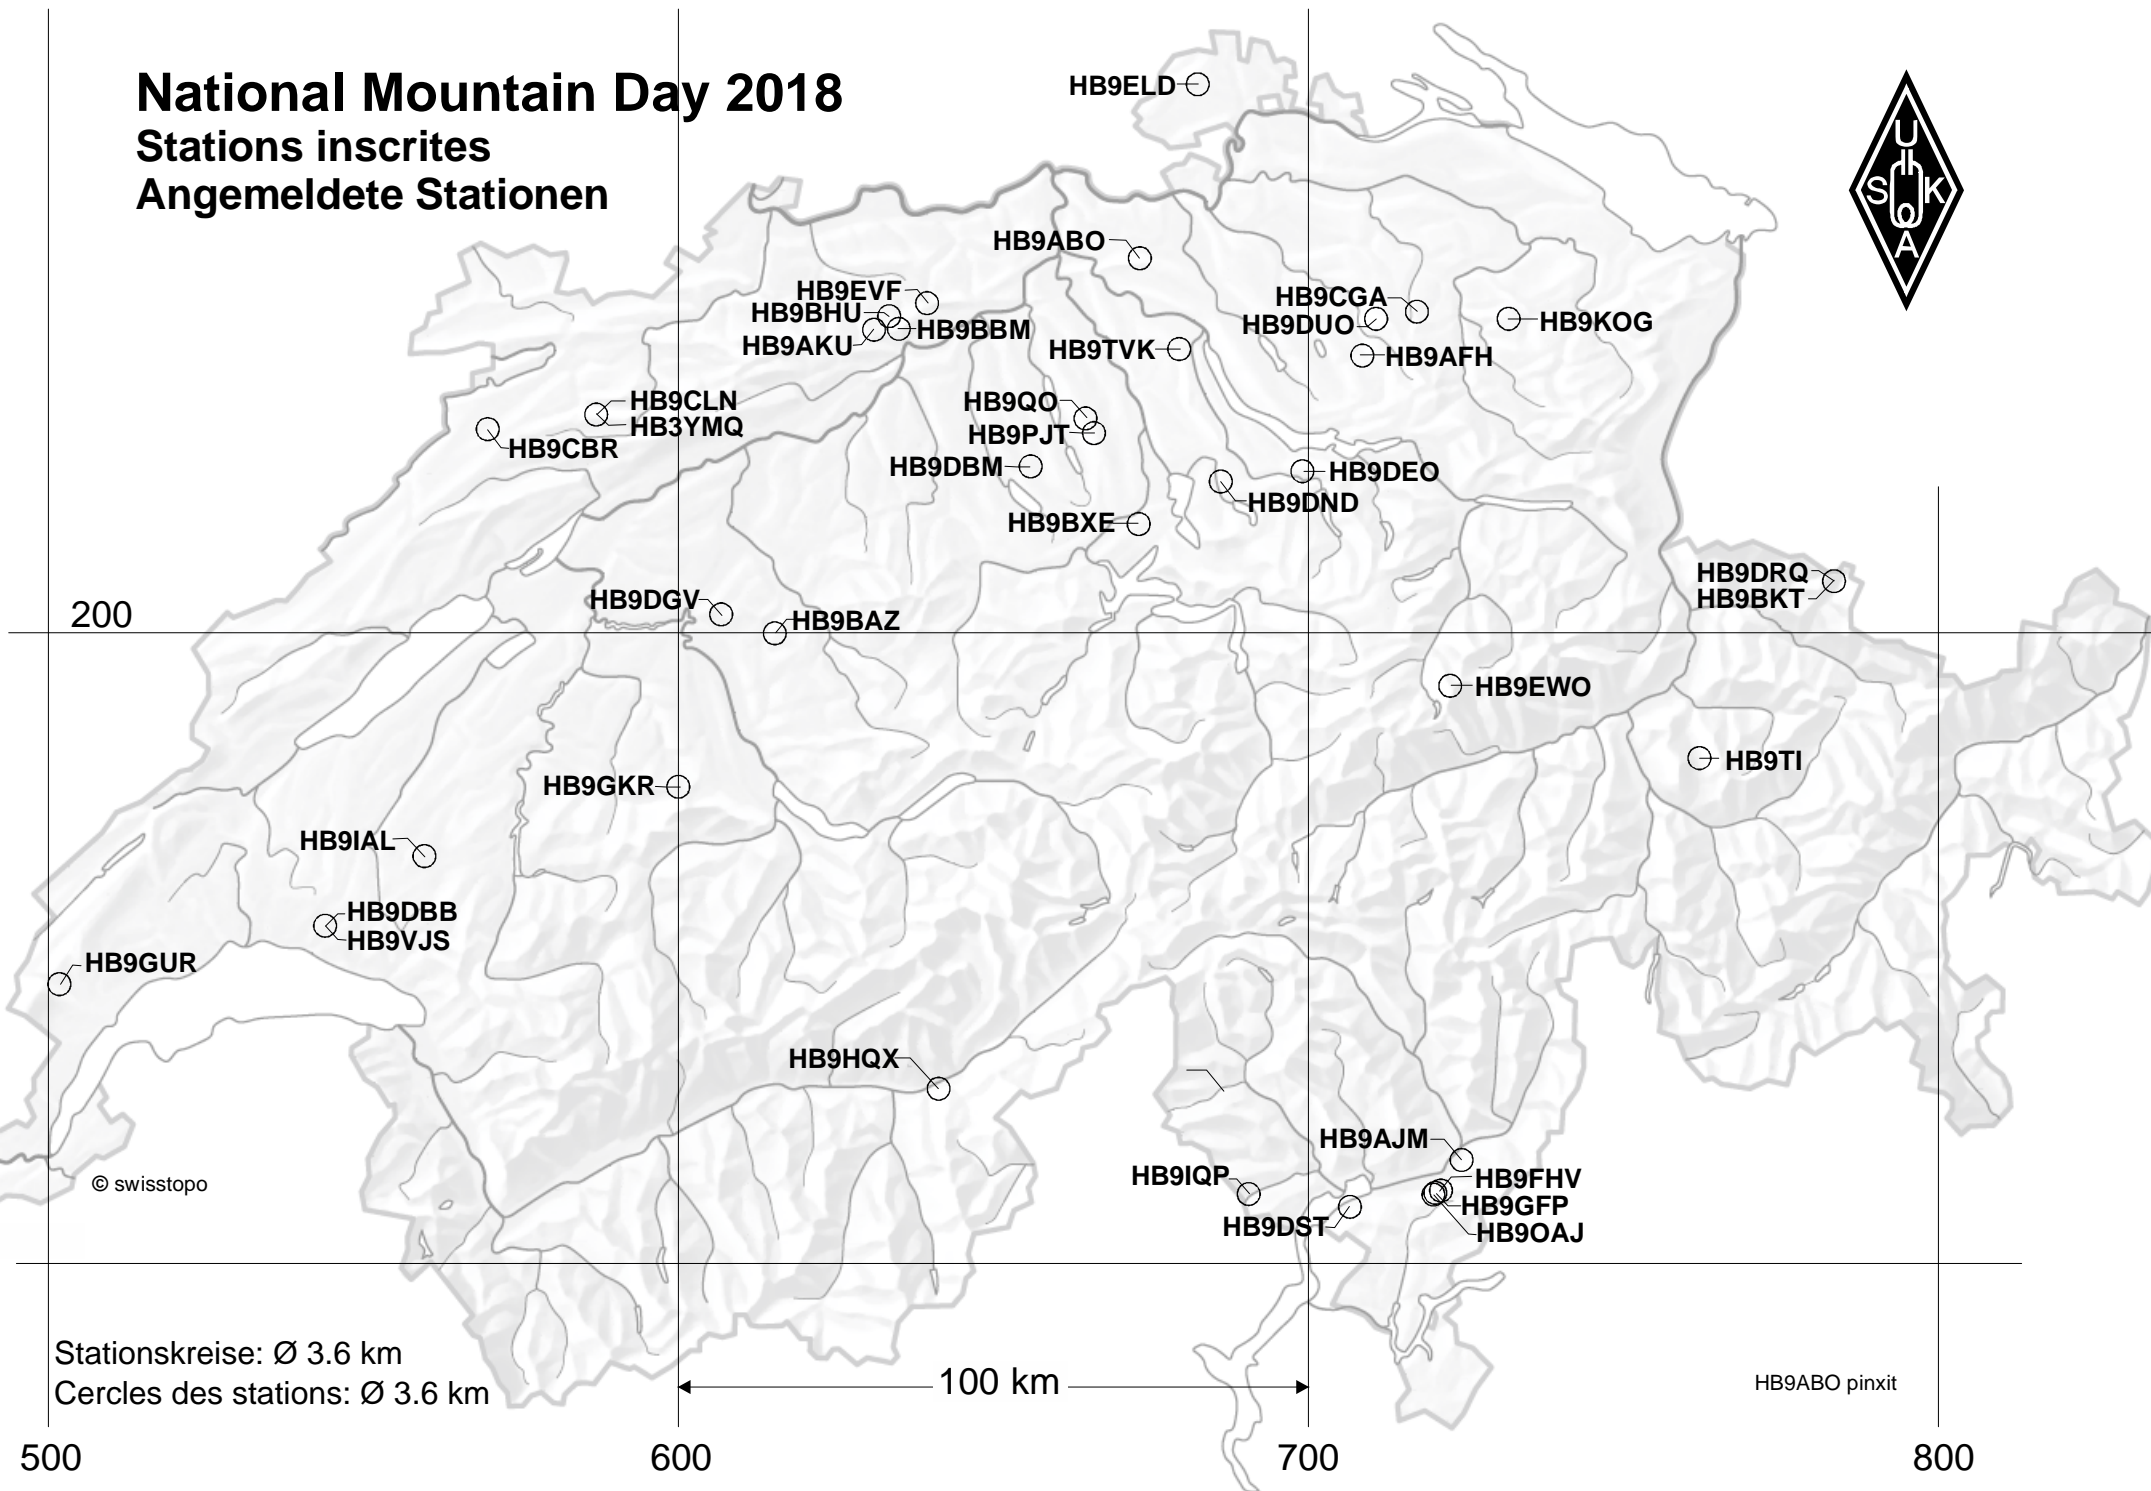 National Mountain Day 2018
Stations inscrites
Angemeldete Stationen
HB9ELD
U
S K
A
HB9ABO
HB9EVF
HB9BHU
HB9BBM
HB9AKU
HB9CGA
HB9DUO
HB9KOG
HB9TVK
HB9AFH
HB9CLN
HB3YMQ
HB9CBR
HB9QO
HB9PJT
HB9DBM
HB9DEO
HB9DND
HB9BXE
HB9DRQ
HB9BKT
HB9DGV
200
HB9BAZ
HB9EWO
HB9TI
HB9GKR
HB9IAL
HB9DBB
HB9VJS
HB9GUR
HB9HQX
HB9AJM
HB9IQP
HB9FHV
HB9GFP
HB9DST
HB9OAJ
© swisstopo
Stationskreise: Ø 3.6 km
Cercles des stations: Ø 3.6 km
100 km
HB9ABO pinxit
500 600 700 800